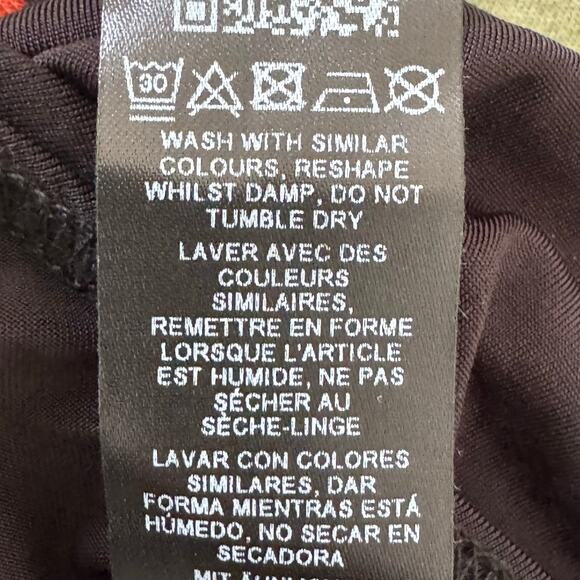 30
WASH WITH SIMILAR
COLOURS, RESHAPE
WHILST DAMP, DO NOT
TUMBLE DRY
LAVER AVEC DES
COULEURS
SIMILAIRES,
REMETTRE EN FORME
LORSQUE L'ARTICLE
EST HUMIDE, NE PAS
SÉCHER AU
SÈCHE-LINGE
LAVAR CON COLORES
SIMILARES, DAR
FORMA MIENTRAS ESTÁ
HÚMEDO, NO SECAR EN
SECADORA
MIT